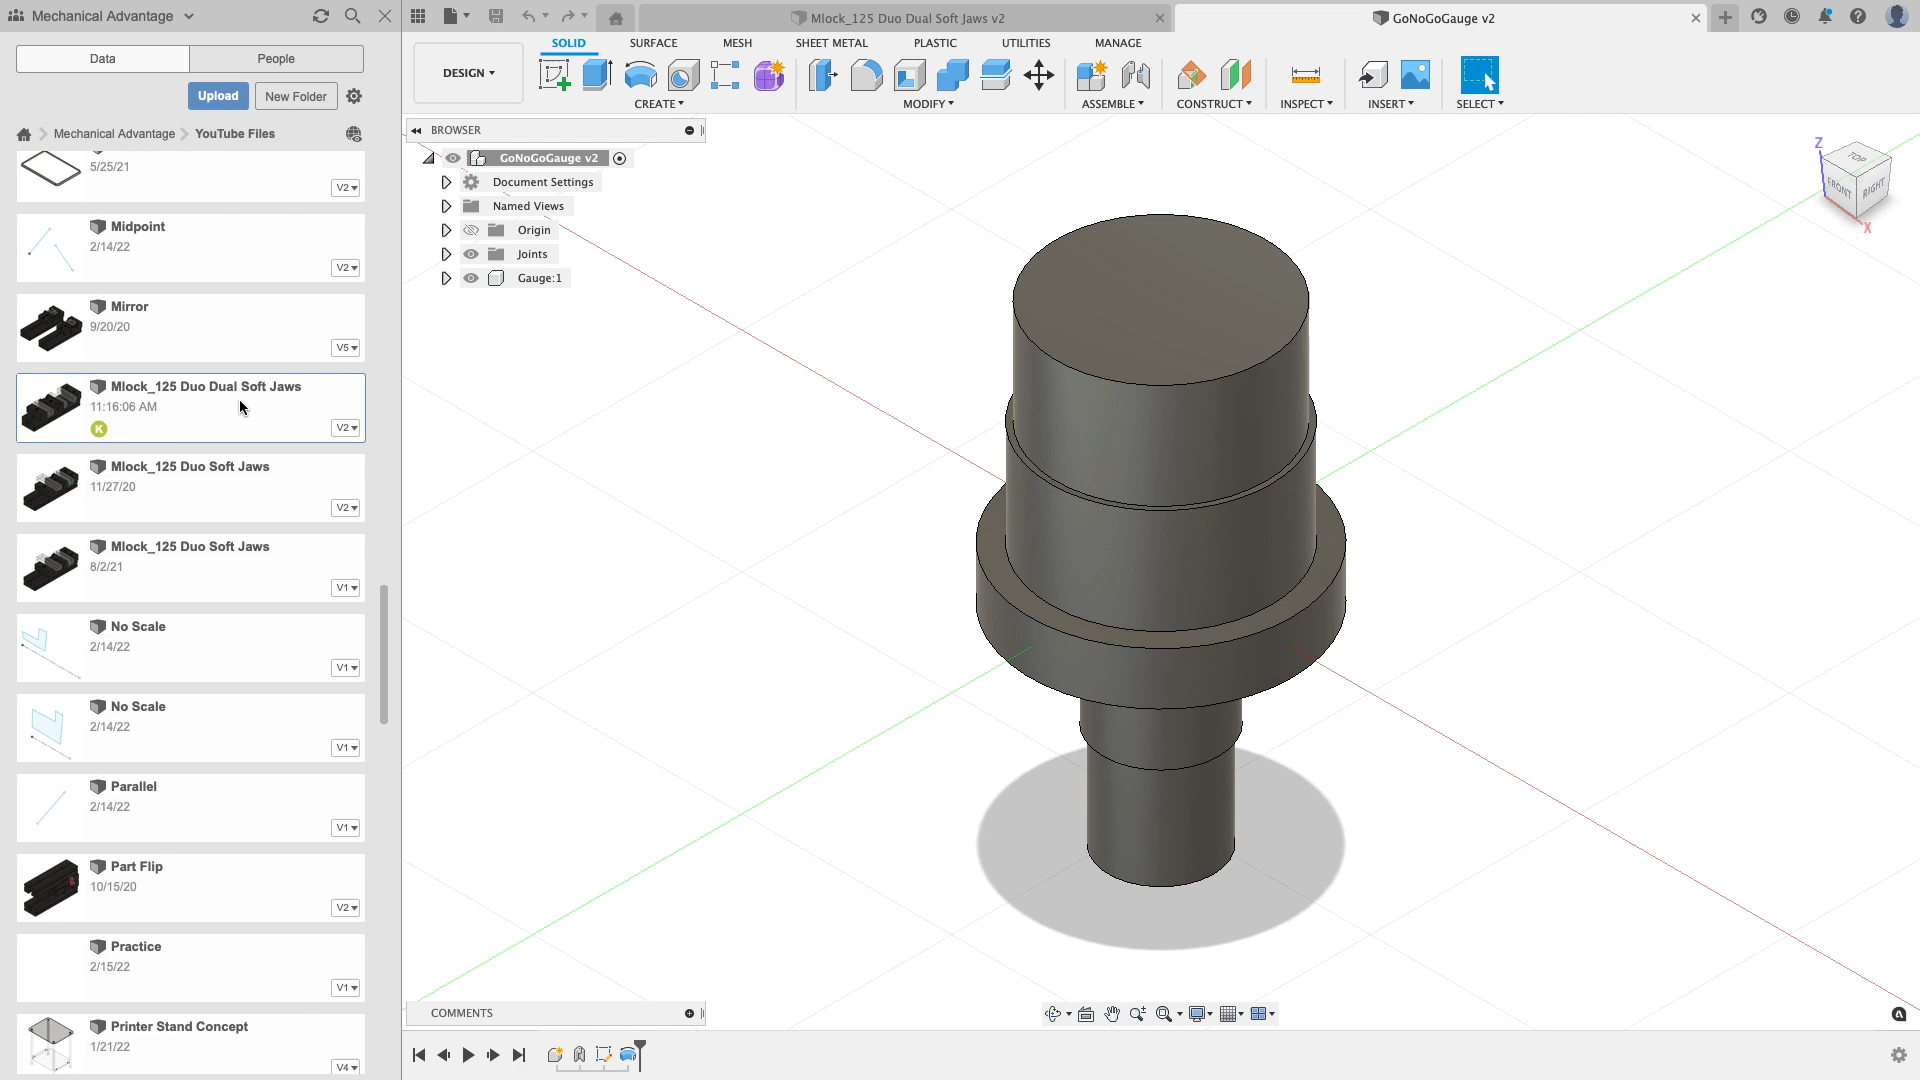 Mechanical Advantage
Mlock_125 Duo Dual Soft Jaws v2
GoNoGoGauge v2
Data
People
Upload
New Folder
Mechanical Advantage
YouTube Files
DESIGN
SOLID
SURFACE
MESH
SHEET METAL
PLASTIC
UTILITIES
MANAGE
CREATE
MODIFY
ASSEMBLE
CONSTRUCT
INSPECT
INSERT
SELECT
BROWSER
GoNoGoGauge v2
Document Settings
Named Views
Origin
Joints
Gauge:1
5/25/21
V2
Midpoint
2/14/22
V2
Mirror
9/20/20
V5
Mlock_125 Duo Dual Soft Jaws
11:16:06 AM
K
V2
Mlock_125 Duo Soft Jaws
11/27/20
V2
Mlock_125 Duo Soft Jaws
8/2/21
V1
No Scale
2/14/22
V1
No Scale
2/14/22
V1
Parallel
2/14/22
V1
Part Flip
10/15/20
V2
Practice
2/15/22
V1
Printer Stand Concept
1/21/22
V4
Z
TOP
FRONT
RIGHT
X
COMMENTS